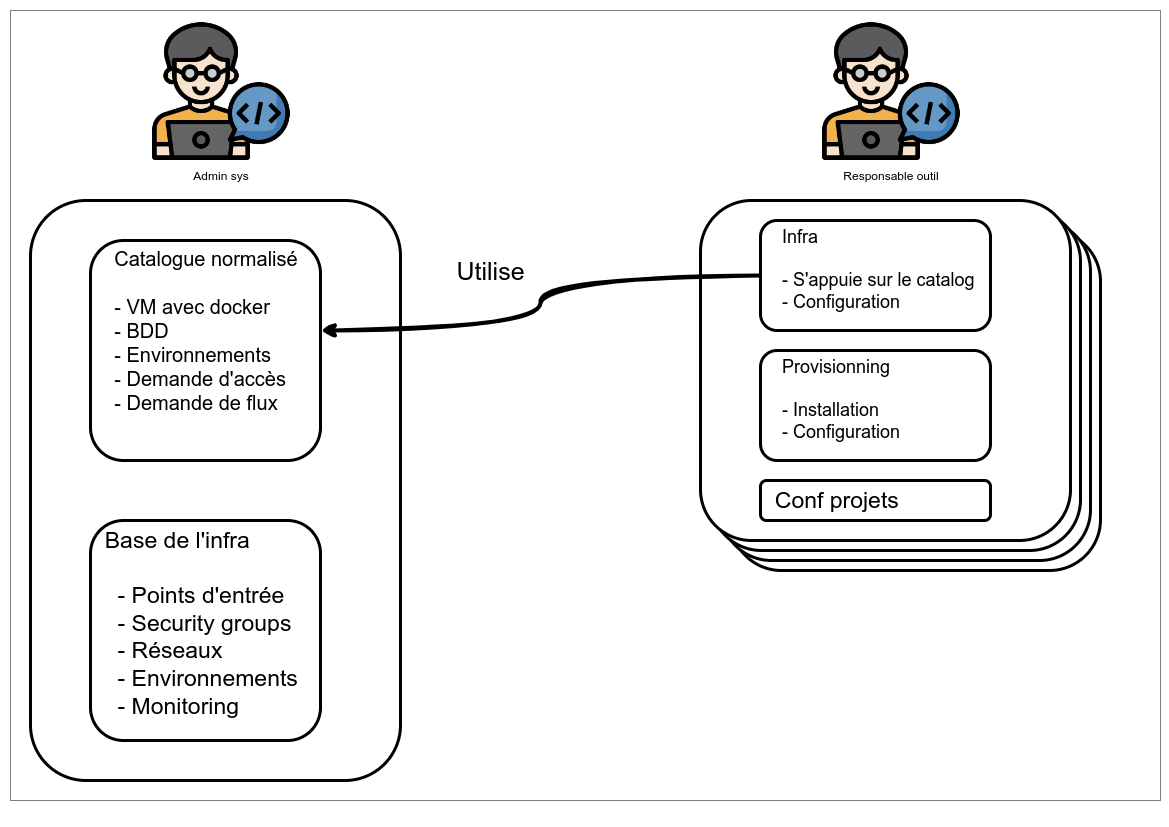 </>
</>
Admin sys
Responsable outil
Catalogue normalisé
- VM avec docker
- BDD
- Environnements
- Demande d'accès
- Demande de flux
Base de l'infra
- Points d'entrée
- Security groups
- Réseaux
- Environnements
- Monitoring
Utilise
Infra
- S'appuie sur le catalog
- Configuration
Provisionning
- Installation
- Configuration
Conf projets